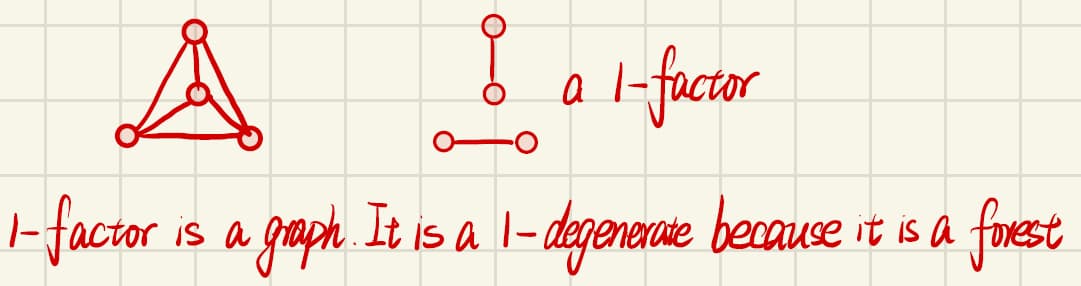 a 1-factor
1-factor is a graph. It is a 1-degenerate because it is a forest